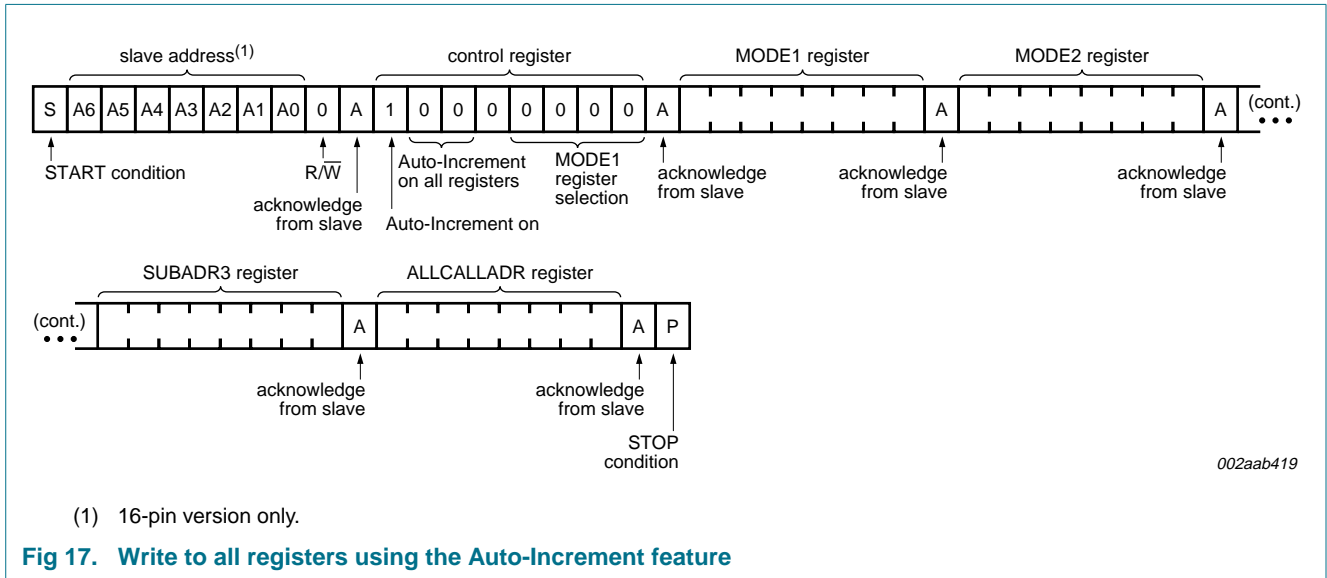 slave address(1)
control register
MODE1 register
MODE2 register
S A6 A5 A4 A3 A2 A1 A0 0 A 1 0 0 0 0 0 0 0 A A A (cont.)
START condition
R/W
acknowledge
from slave
Auto-Increment on
Auto-Increment
on all registers
MODE1
register
selection
acknowledge
from slave
acknowledge
from slave
acknowledge
from slave
SUBADR3 register
ALLCALLADR register
(cont.) A A P
acknowledge
from slave
acknowledge
from slave
STOP
condition
002aab419
(1) 16-pin version only.
Fig 17. Write to all registers using the Auto-Increment feature